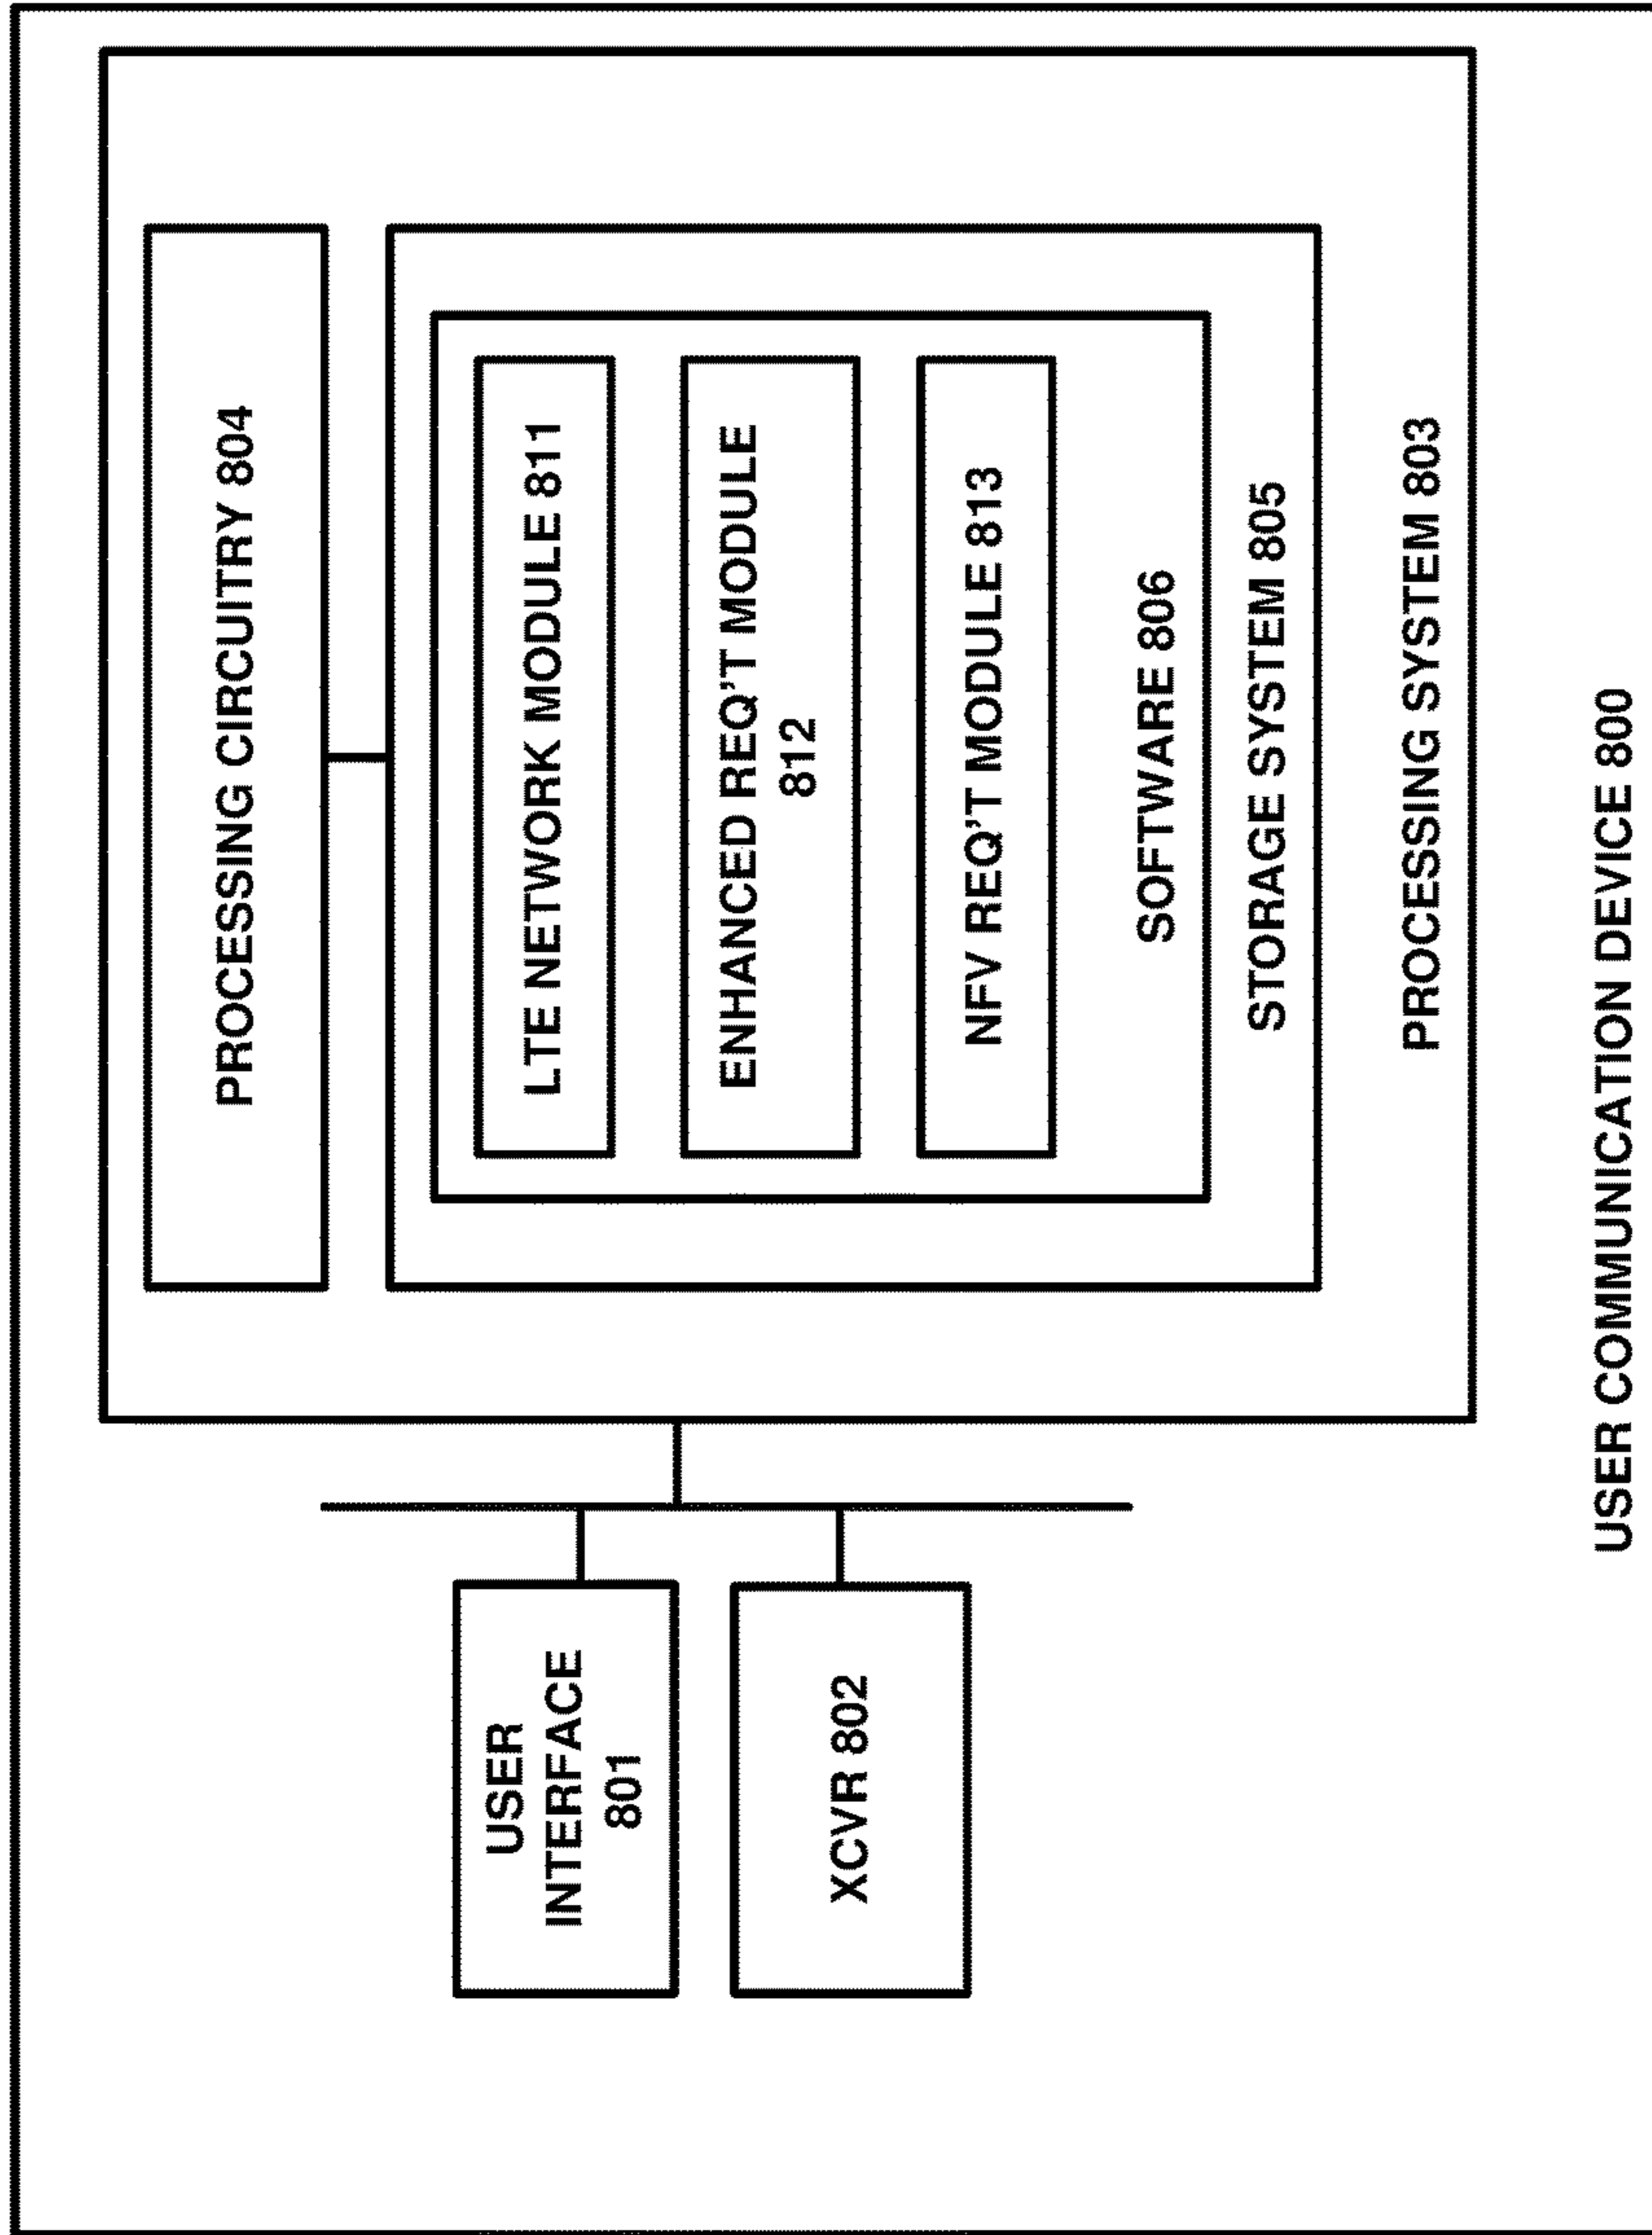 USER
INTERFACE
801
XCVR 802
PROCESSING CIRCUITRY 804
LTE NETWORK MODULE 811
ENHANCED REQ'T MODULE
812
NFV REQ'T MODULE 813
SOFTWARE 806
STORAGE SYSTEM 805
PROCESSING SYSTEM 803
USER COMMUNICATION DEVICE 800